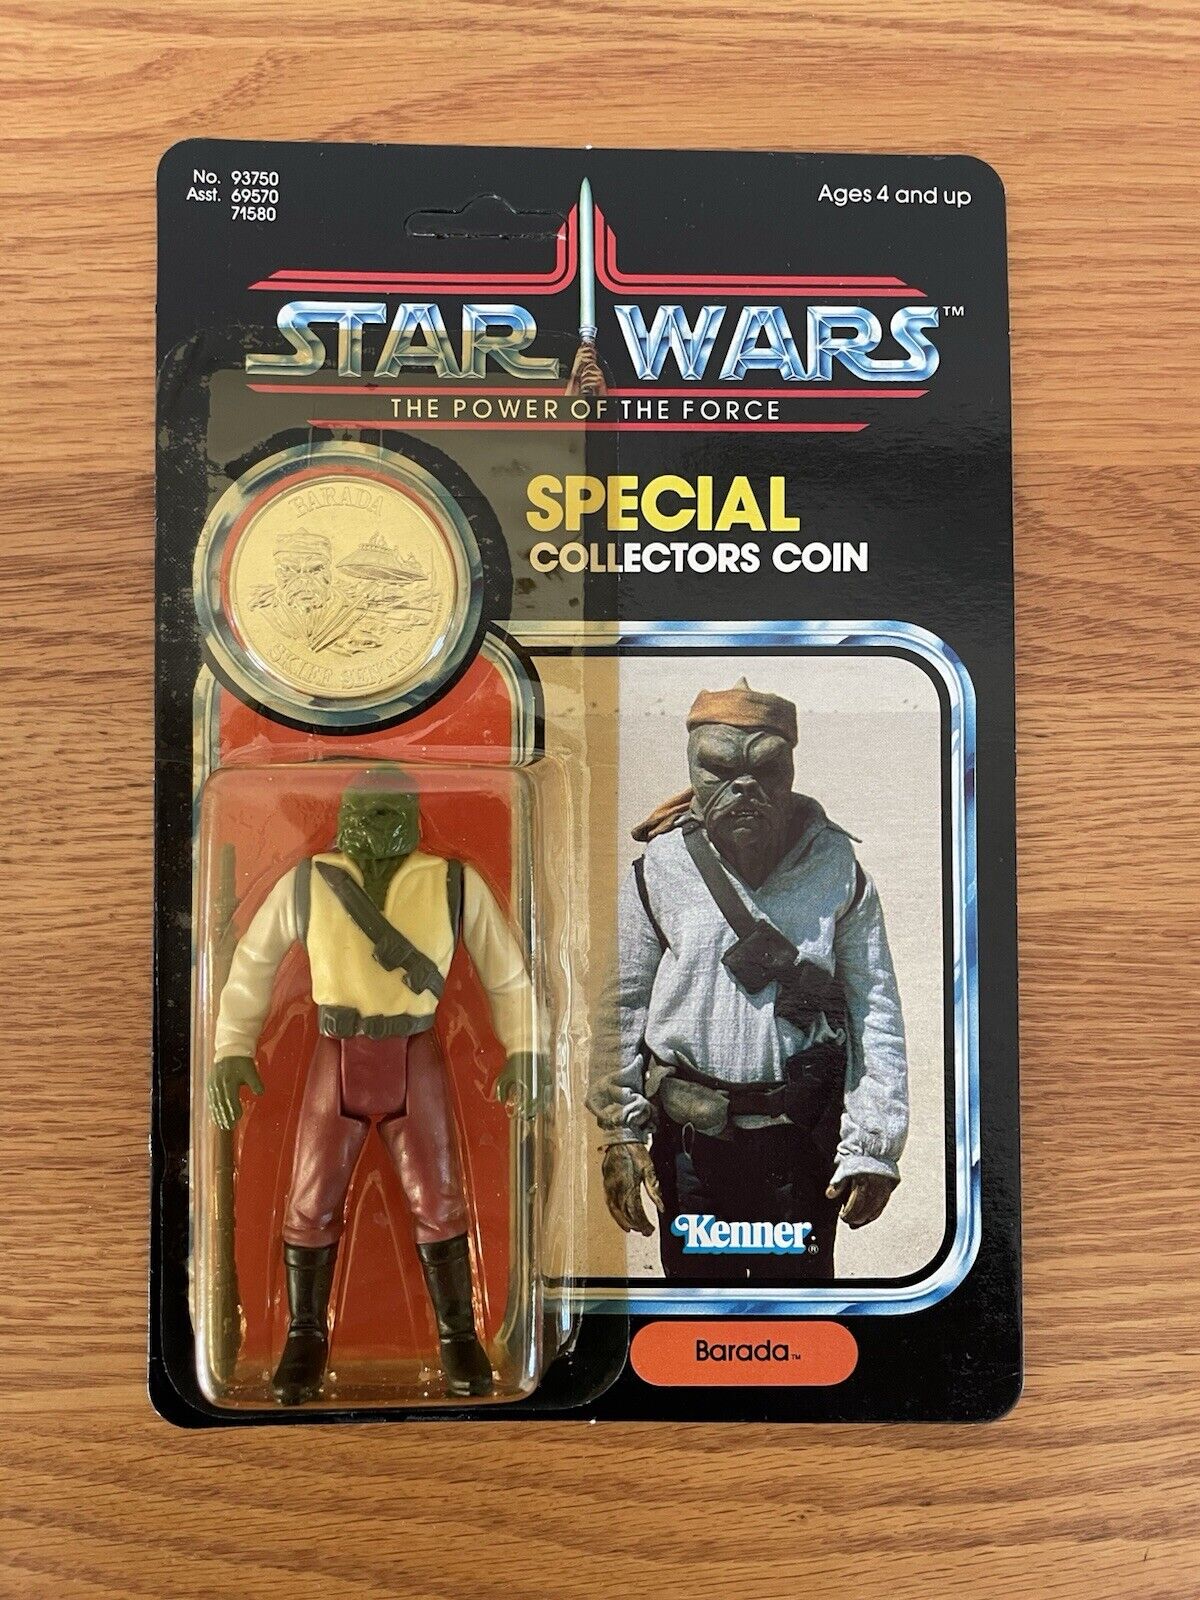 No. 93750
Asst. 69570
71580
Ages 4 and up
STAR WARS™
THE POWER OF THE FORCE
SPECIAL
COLLECTORS COIN
BARADA
SKIFF SENTRY
Kenner®
Barada™